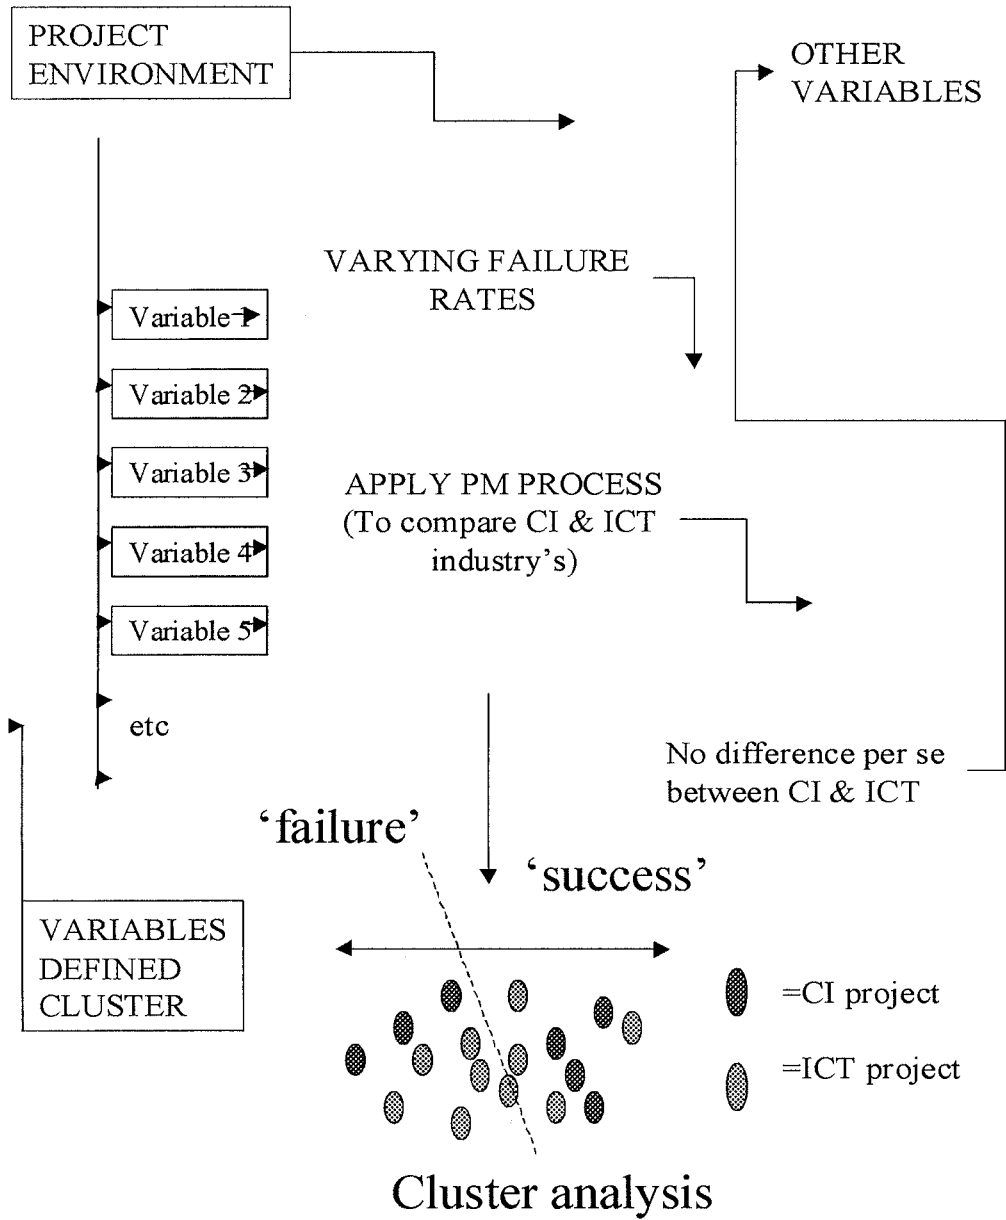 PROJECT
ENVIRONMENT
OTHER
VARIABLES
VARYING FAILURE
RATES
Variable 1
Variable 2
Variable 3
Variable 4
Variable 5
etc
APPLY PM PROCESS
(To compare CI & ICT
industry’s)
No difference per se
between CI & ICT
‘failure’
‘success’
VARIABLES
DEFINED
CLUSTER
=CI project
=ICT project
Cluster analysis